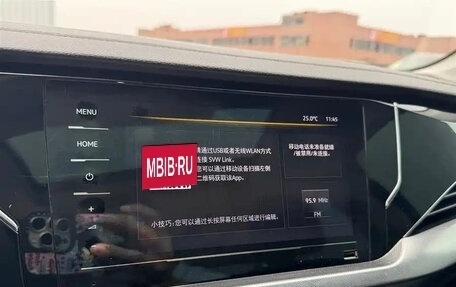 MENU
HOME
25.0℃ 11:45
请通过USB或者无线WLAN方式
连接 SVW Link.
您可以通过移动设备扫描左侧
二维码获取该App.
MBIB.RU
移动电话未准备就绪
/被禁用/未连接.
95.9 MHz
FM
小技巧:您可以通过长按屏幕任何区域进行编辑.